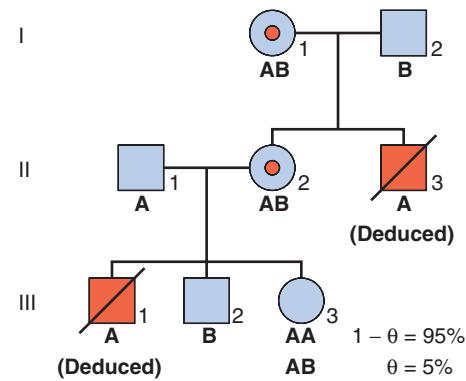 I
1
2
AB
B
II
1
2
3
A
AB
A
(Deduced)
III
1
2
3
A
B
AA
1 − θ = 95%
(Deduced)
AB
θ = 5%